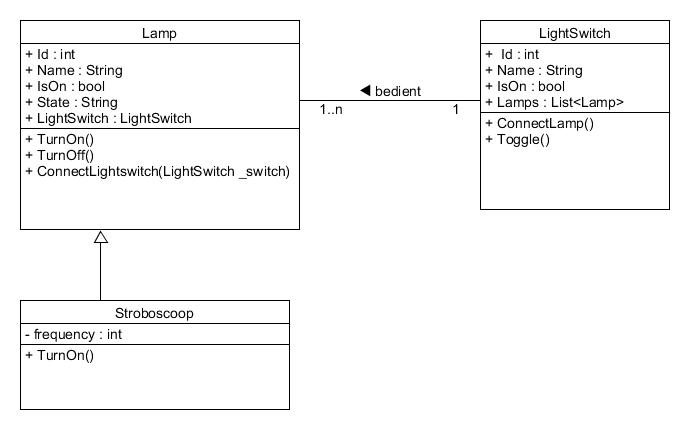 Lamp
+ Id : int
+ Name : String
+ IsOn : bool
+ State : String
+ LightSwitch : LightSwitch
+ TurnOn()
+ TurnOff()
+ ConnectLightswitch(LightSwitch _switch)
◀ bedient
1..n
1
LightSwitch
+ Id : int
+ Name : String
+ IsOn : bool
+ Lamps : List<Lamp>
+ ConnectLamp()
+ Toggle()
Stroboscoop
- frequency : int
+ TurnOn()